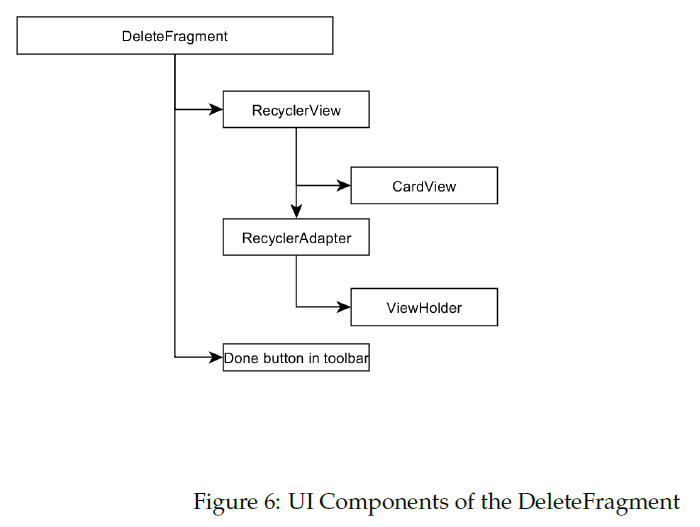 DeleteFragment
RecyclerView
CardView
RecyclerAdapter
ViewHolder
Done button in toolbar
Figure 6: UI Components of the DeleteFragment